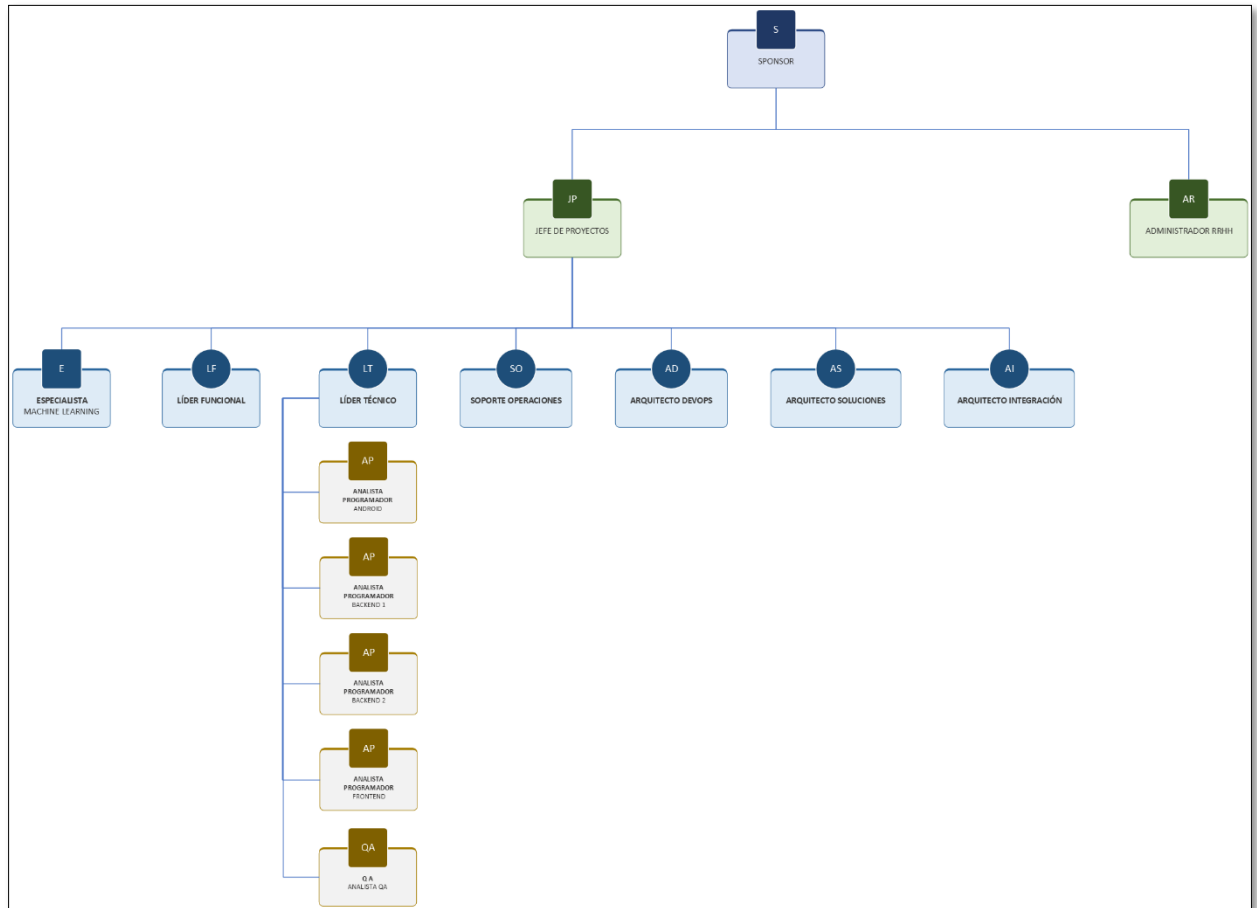 S
SPONSOR
JP
JEFE DE PROYECTOS
AR
ADMINISTRADOR RRHH
E
ESPECIALISTA
MACHINE LEARNING
LF
LÍDER FUNCIONAL
LT
LÍDER TÉCNICO
SO
SOPORTE OPERACIONES
AD
ARQUITECTO DEVOPS
AS
ARQUITECTO SOLUCIONES
AI
ARQUITECTO INTEGRACIÓN
AP
ANALISTA
PROGRAMADOR
ANDROID
AP
ANALISTA
PROGRAMADOR
BACKEND 1
AP
ANALISTA
PROGRAMADOR
BACKEND 2
AP
ANALISTA
PROGRAMADOR
FRONTEND
QA
Q A
ANALISTA QA